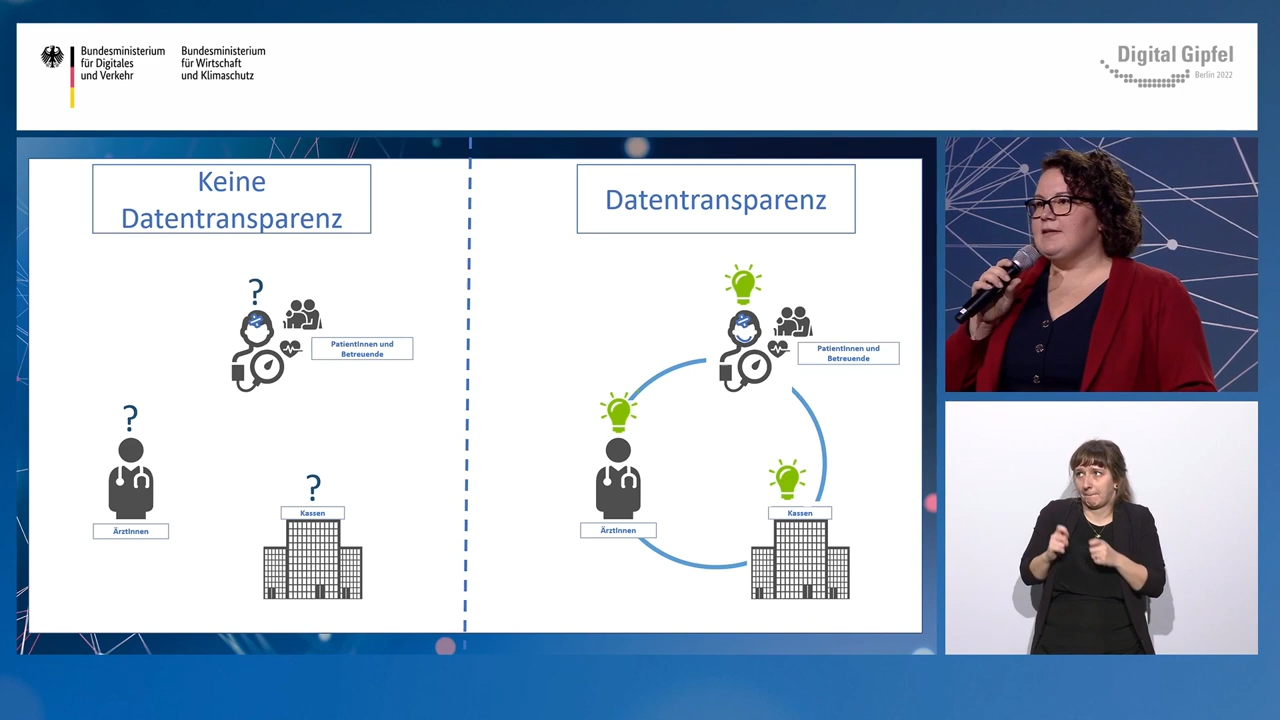 Bundesministerium
für Digitales
und Verkehr
Bundesministerium
für Wirtschaft
und Klimaschutz
Digital Gipfel
Berlin 2022
Keine
Datentransparenz
?
PatientInnen und
Betreuende
?
ÄrztInnen
?
Kassen
Datentransparenz
PatientInnen und
Betreuende
ÄrztInnen
Kassen